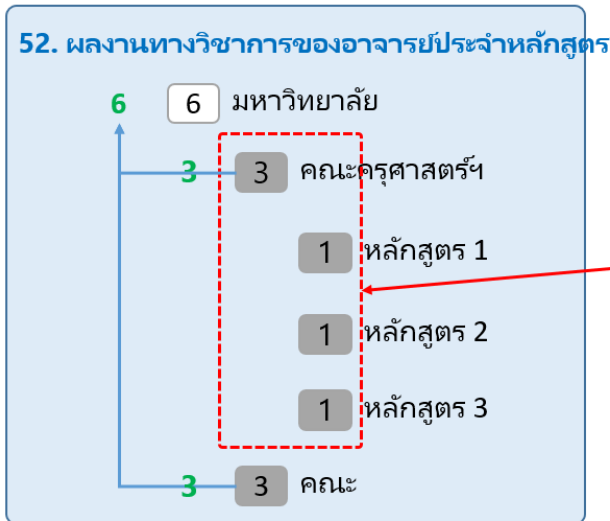 52. ผลงานทางวิชาการของอาจารย์ประจำหลักสูตร
6 6 มหาวิทยาลัย
3 3 คณะครุศาสตร์ฯ
1 หลักสูตร 1
1 หลักสูตร 2
1 หลักสูตร 3
3 3 คณะ